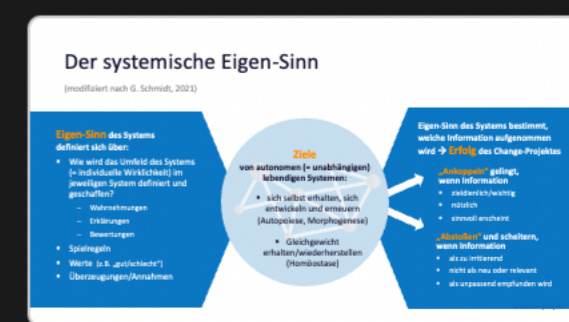 Der systemische Eigen-Sinn
(modifiziert nach G. Schmidt, 2021)
Eigen-Sinn des Systems
definiert sich über:
• Wie wird das Umfeld des Systems
(= individuelle Wirklichkeit) im
jeweiligen System definiert und
geschaffen?
– Wahrnehmungen
– Erklärungen
– Bewertungen
• Spielregeln
• Werte (z.B. „gut/schlecht")
• Überzeugungen/Annahmen
Ziele
von autonomen (= unabhängigen)
lebendigen Systemen:
• sich selbst erhalten, sich
entwickeln und erneuern
(Autopoiese, Morphogenese)
• Gleichgewicht
erhalten/wiederherstellen
(Homöostase)
Eigen-Sinn des Systems bestimmt,
welche Information aufgenommen
wird → Erfolg des Change-Projektes
„Ankoppeln" gelingt,
wenn Information
• zieldienlich/wichtig
• nützlich
• sinnvoll erscheint
„Abstoßen" und scheitern,
wenn Information
• als zu irritierend
• nicht als neu oder relevant
• als unpassend empfunden wird